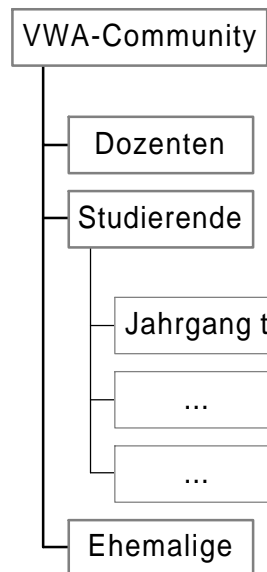 VWA-Community
Dozenten
Studierende
Jahrgang t
...
...
Ehemalige